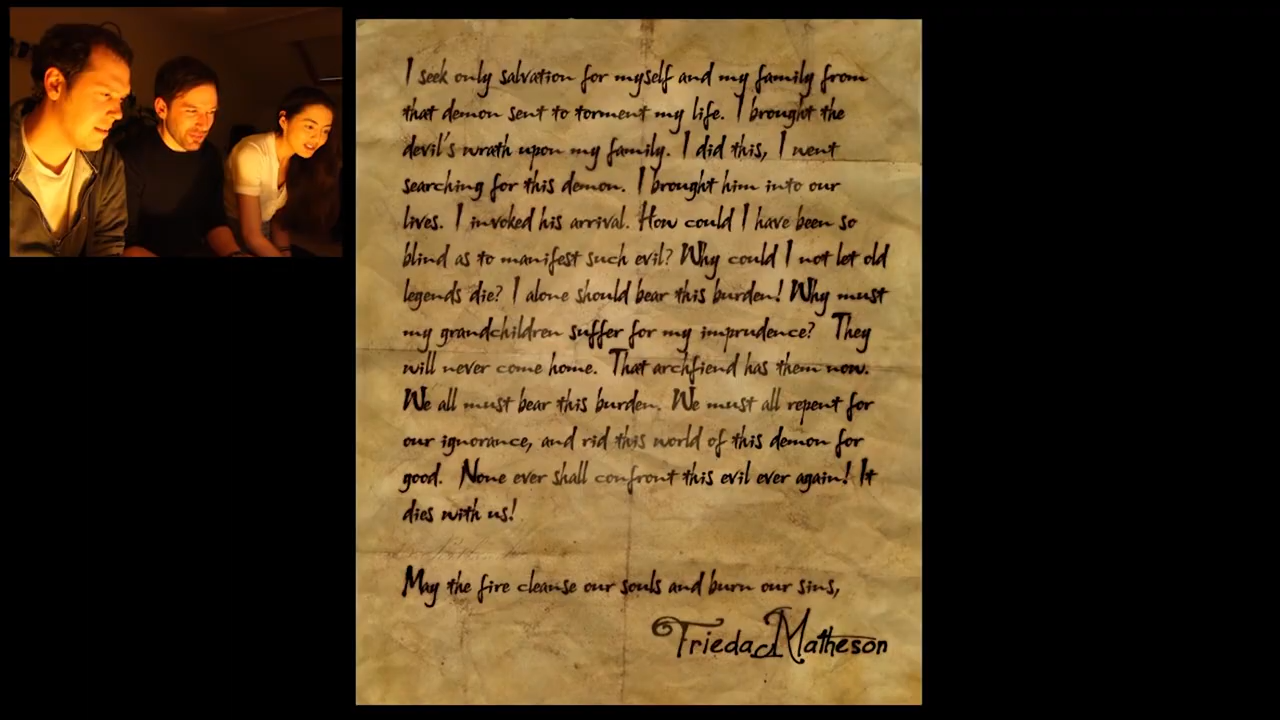 I seek only salvation for myself and my family from
that demon sent to torment my life. I brought the
devil's wrath upon my family. I did this, I went
searching for this demon. I brought him into our
lives. I invoked his arrival. How could I have been so
blind as to manifest such evil? Why could I not let old
legends die? I alone should bear this burden! Why must
my grandchildren suffer for my imprudence? They
will never come home. That archfiend has them now.
We all must bear this burden. We must all repent for
our ignorance, and rid this world of this demon for
good. None ever shall confront this evil ever again! It
dies with us!
May the fire cleanse our souls and burn our sins,
Frieda Matheson